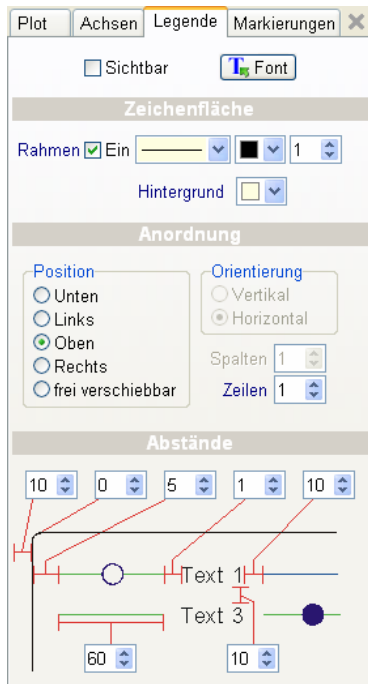 Plot Achsen Legende Markierungen
Sichtbar Font
Zeichenfläche
Rahmen Ein 1
Hintergrund
Anordnung
Position Orientierung
Unten Vertikal
Links Horizontal
Oben
Rechts Spalten 1
frei verschiebbar Zeilen 1
Abstände
10 0 5 1 10
Text 1
Text 3
60 10